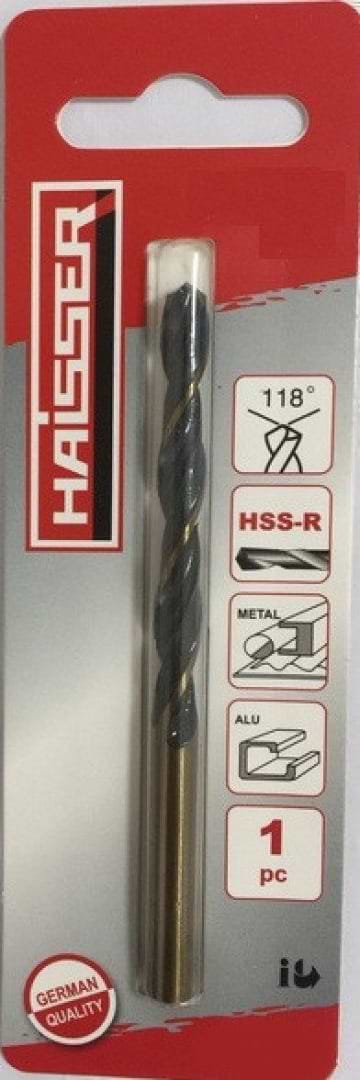 HAISSER
118°
HSS-R
METAL
ALU
1
pc
GERMAN
QUALITY